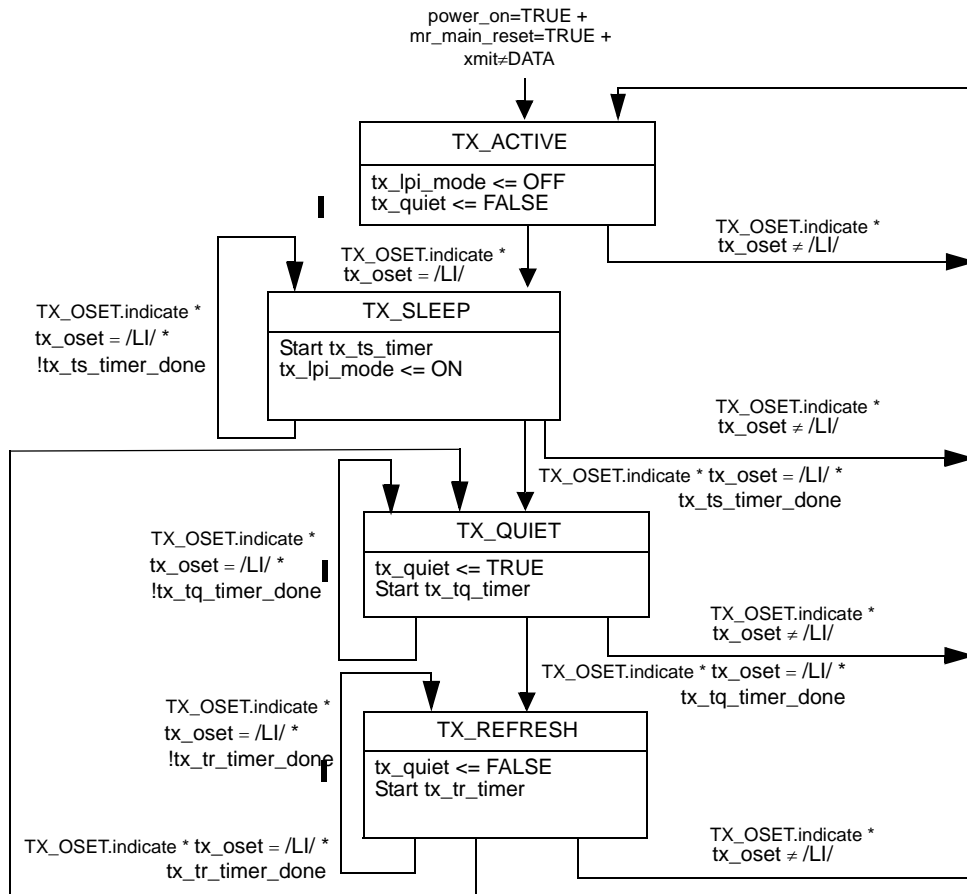 power_on=TRUE +
mr_main_reset=TRUE +
xmit≠DATA
TX_ACTIVE
tx_lpi_mode <= OFF
tx_quiet <= FALSE
TX_OSET.indicate *
tx_oset ≠ /LI/
TX_OSET.indicate *
tx_oset = /LI/
TX_SLEEP
Start tx_ts_timer
tx_lpi_mode <= ON
TX_OSET.indicate *
tx_oset = /LI/ *
!tx_ts_timer_done
TX_OSET.indicate *
tx_oset ≠ /LI/
TX_OSET.indicate * tx_oset = /LI/ *
tx_ts_timer_done
TX_QUIET
tx_quiet <= TRUE
Start tx_tq_timer
TX_OSET.indicate *
tx_oset = /LI/ *
!tx_tq_timer_done
TX_OSET.indicate *
tx_oset ≠ /LI/
TX_OSET.indicate * tx_oset = /LI/ *
tx_tq_timer_done
TX_REFRESH
tx_quiet <= FALSE
Start tx_tr_timer
TX_OSET.indicate *
tx_oset = /LI/ *
!tx_tr_timer_done
TX_OSET.indicate * tx_oset = /LI/ *
tx_tr_timer_done
TX_OSET.indicate *
tx_oset ≠ /LI/